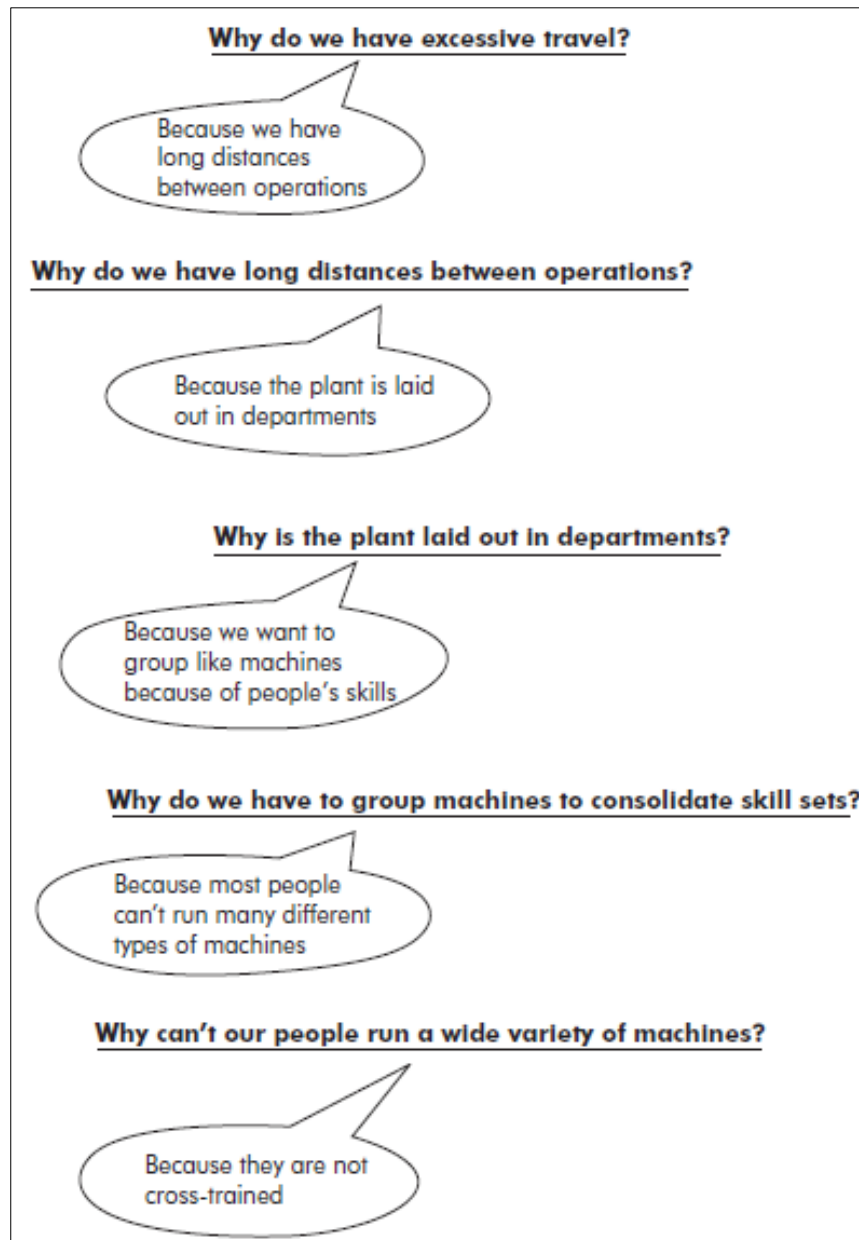 Why do we have excessive travel?
Because we have
long distances
between operations
Why do we have long distances between operations?
Because the plant is laid
out in departments
Why is the plant laid out in departments?
Because we want to
group like machines
because of people's skills
Why do we have to group machines to consolidate skill sets?
Because most people
can't run many different
types of machines
Why can't our people run a wide variety of machines?
Because they are not
cross-trained